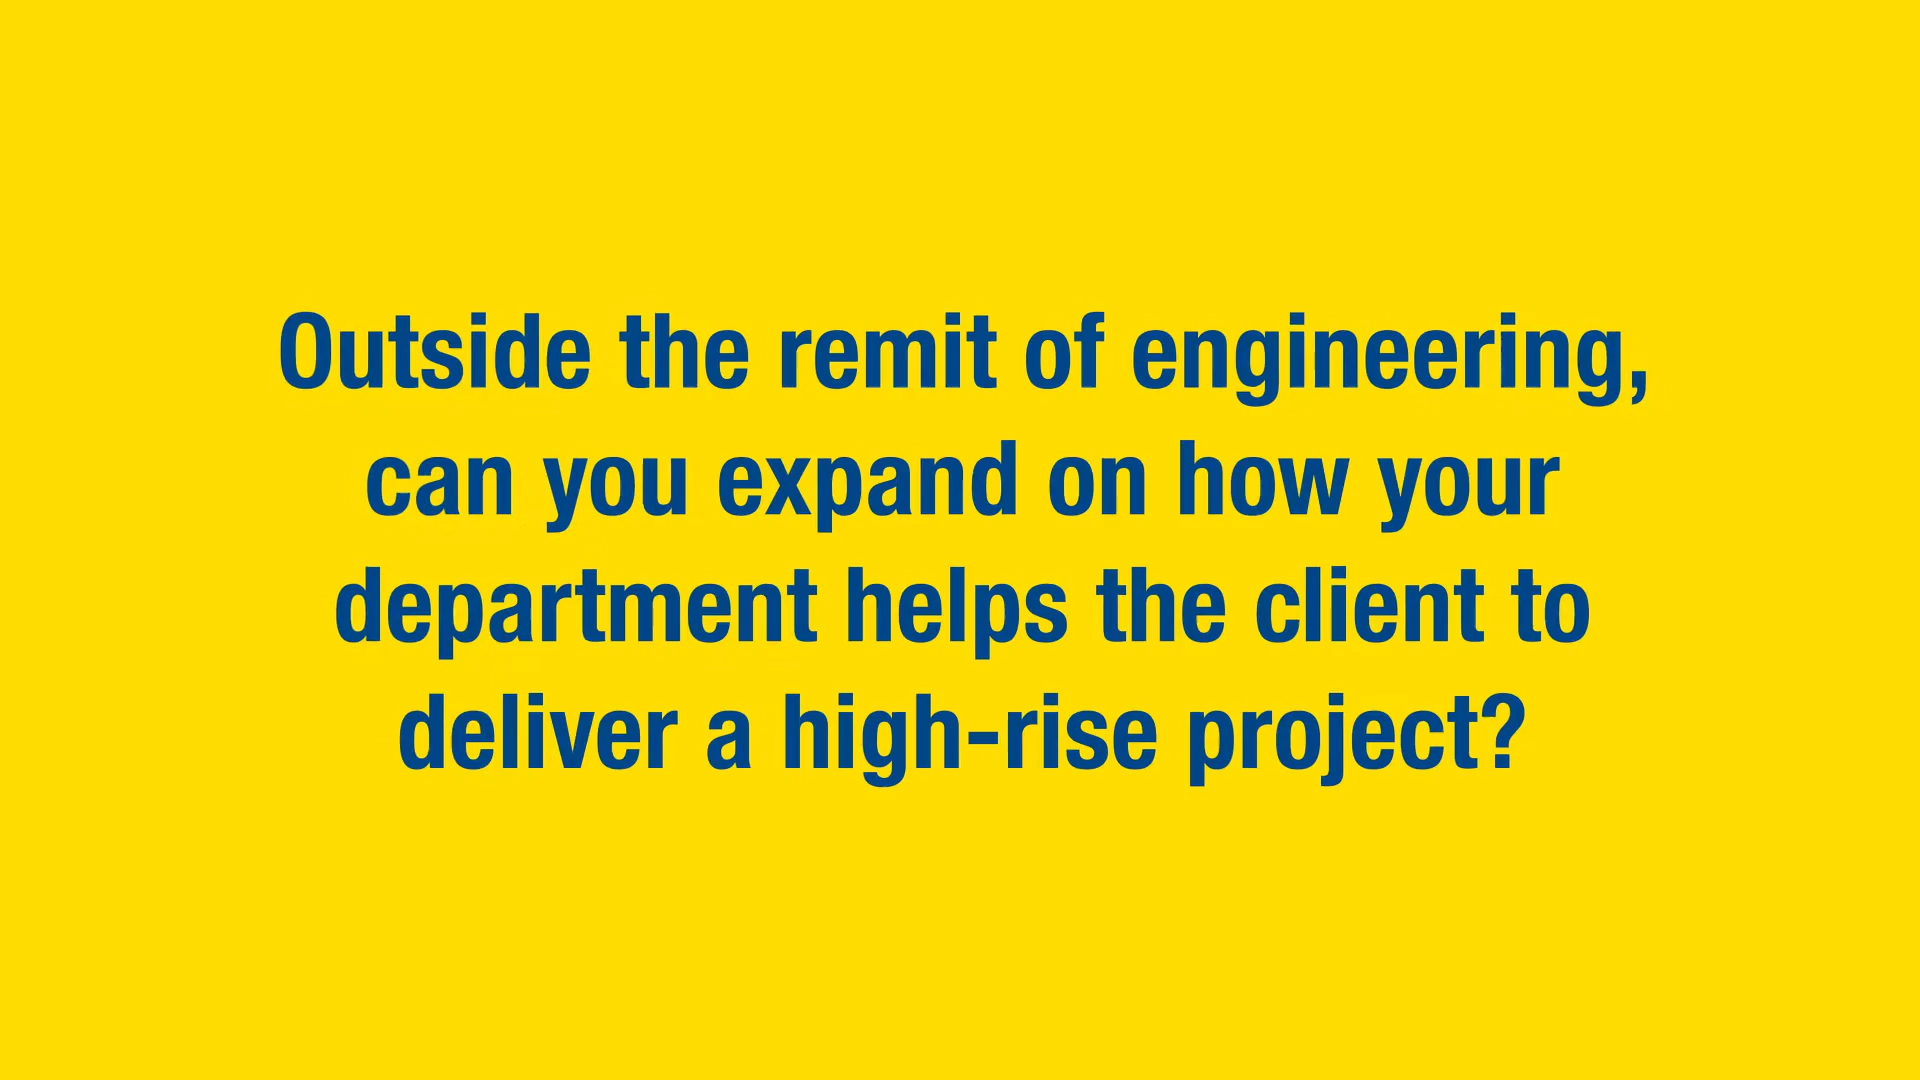 Outside the remit of engineering,
can you expand on how your
department helps the client to
deliver a high-rise project?